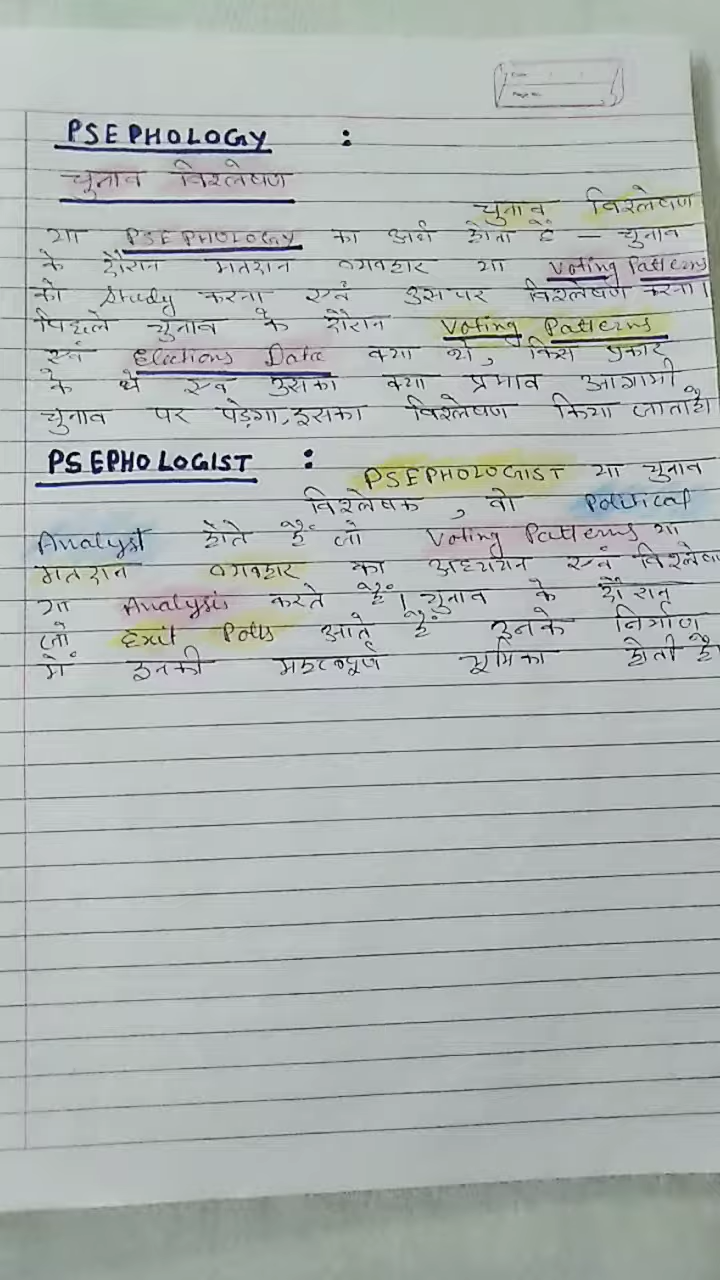 PSEPHOLOGY :
चुनाव विश्लेषण
चुनाव विश्लेषण
या PSEPHOLOGY का अर्थ होता है – चुनाव
के दौरान मतदान व्यवहार या Voting Patterns
को Study करना एवं उस पर विश्लेषण करना।
पिछले चुनाव के दौरान Voting Patterns
एवं Elections Data क्या थे, किस प्रकार
के थे एवं उसका क्या प्रभाव आगामी
चुनाव पर पड़ेगा, इसका विश्लेषण किया जाता है।
PSEPHOLOGIST :
PSEPHOLOGIST या चुनाव
विश्लेषक, वो Political
Analyst होते हैं जो Voting Patterns या
मतदान व्यवहार का अध्ययन एवं विश्लेषण
या Analysis करते हैं। चुनाव के दौरान
जो Exit Polls आते हैं उनके निर्माण
में इनकी महत्वपूर्ण भूमिका होती है